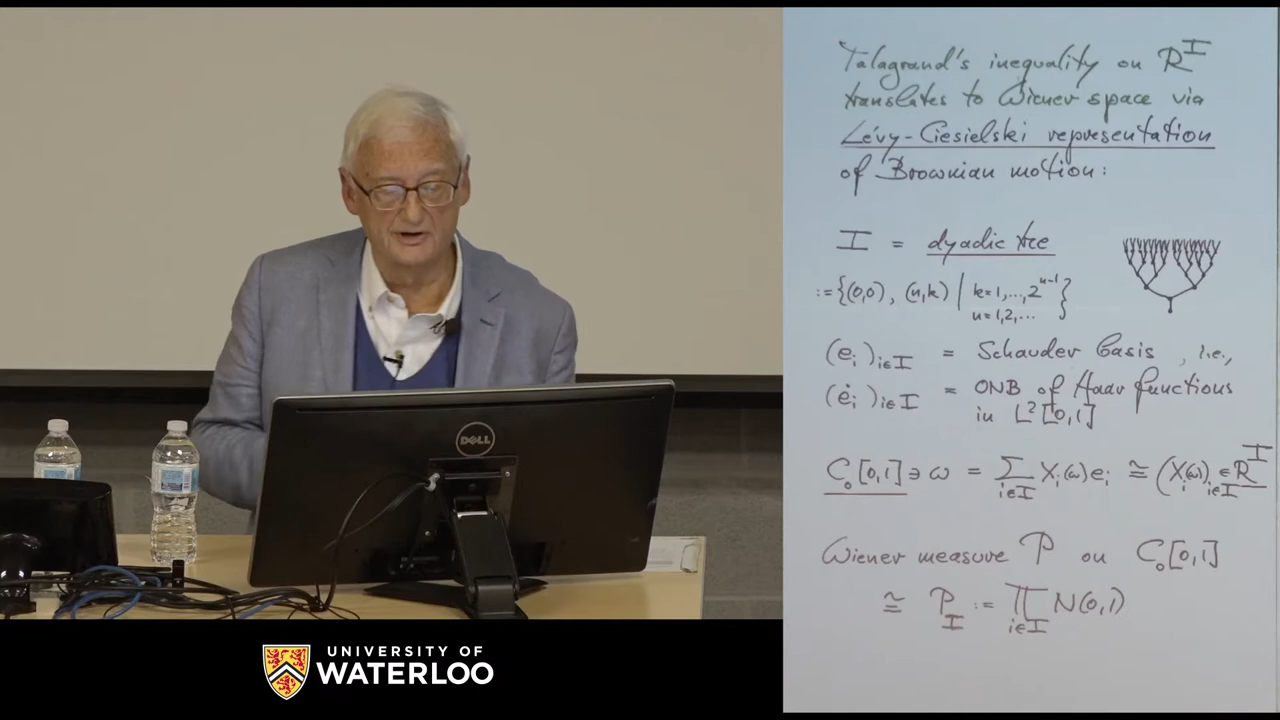 Talagrand's inequality on R^I
translates to Wiener space via
Lévy-Ciesielski representation
of Brownian motion:
I = dyadic tree
:= {(0,0), (n,k) | k=1,...,2^{n-1}
n=1,2,... }
(e_i)_{i∈I} = Schauder basis, i.e.,
(ė_i)_{i∈I} = ONB of Haar functions
in L²[0,1]
C_0[0,1] ∋ ω = ∑_{i∈I} X_i(ω) e_i ≅ (X_i(ω))_{i∈I} ∈ R^I
Wiener measure P on C_0[0,1]
≅ P_I := ∏_{i∈I} N(0,1)
DELL
UNIVERSITY OF
WATERLOO